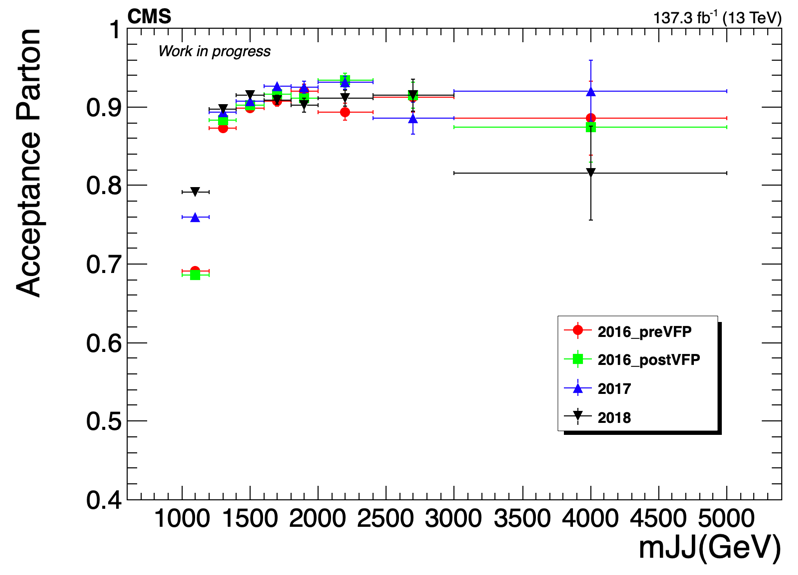 CMS 137.3 fb⁻¹ (13 TeV)
Work in progress
Acceptance Parton
1
0.9
0.8
0.7
0.6
0.5
0.4
2016_preVFP
2016_postVFP
2017
2018
1000 1500 2000 2500 3000 3500 4000 4500 5000
mJJ(GeV)